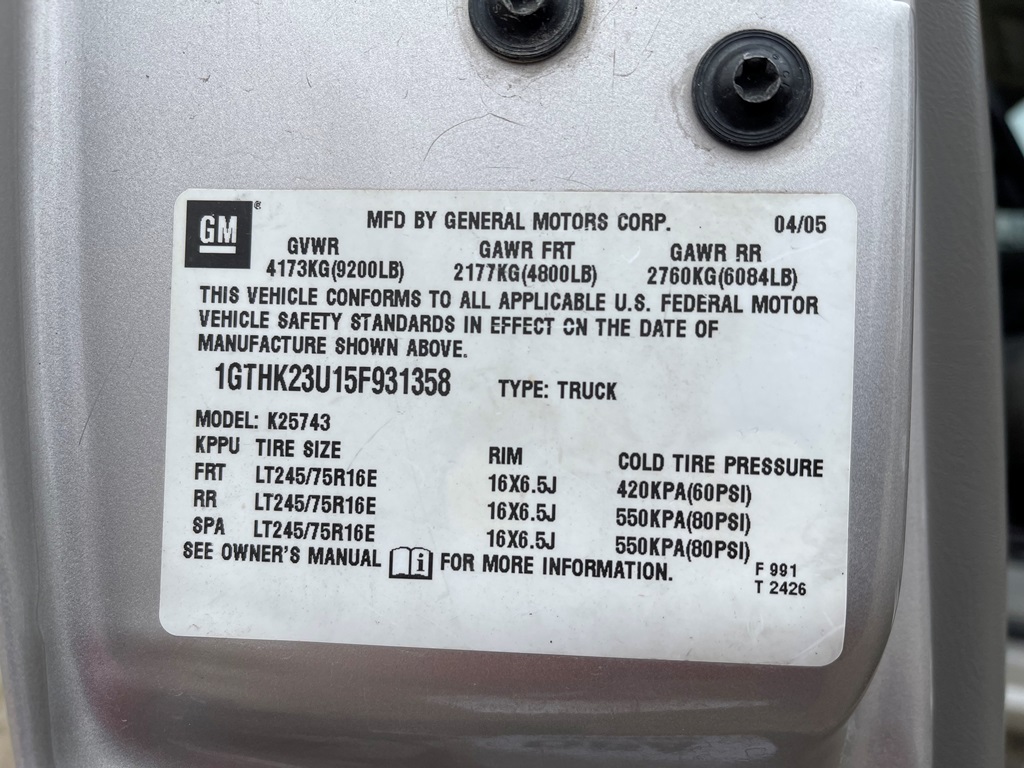 GM® MFD BY GENERAL MOTORS CORP. 04/05
GVWR GAWR FRT GAWR RR
4173KG(9200LB) 2177KG(4800LB) 2760KG(6084LB)
THIS VEHICLE CONFORMS TO ALL APPLICABLE U.S. FEDERAL MOTOR
VEHICLE SAFETY STANDARDS IN EFFECT ON THE DATE OF
MANUFACTURE SHOWN ABOVE.
1GTHK23U15F931358 TYPE: TRUCK
MODEL: K25743
KPPU TIRE SIZE RIM COLD TIRE PRESSURE
FRT LT245/75R16E 16X6.5J 420KPA(60PSI)
RR LT245/75R16E 16X6.5J 550KPA(80PSI)
SPA LT245/75R16E 16X6.5J 550KPA(80PSI)
SEE OWNER'S MANUAL i FOR MORE INFORMATION.
F 991
T 2426